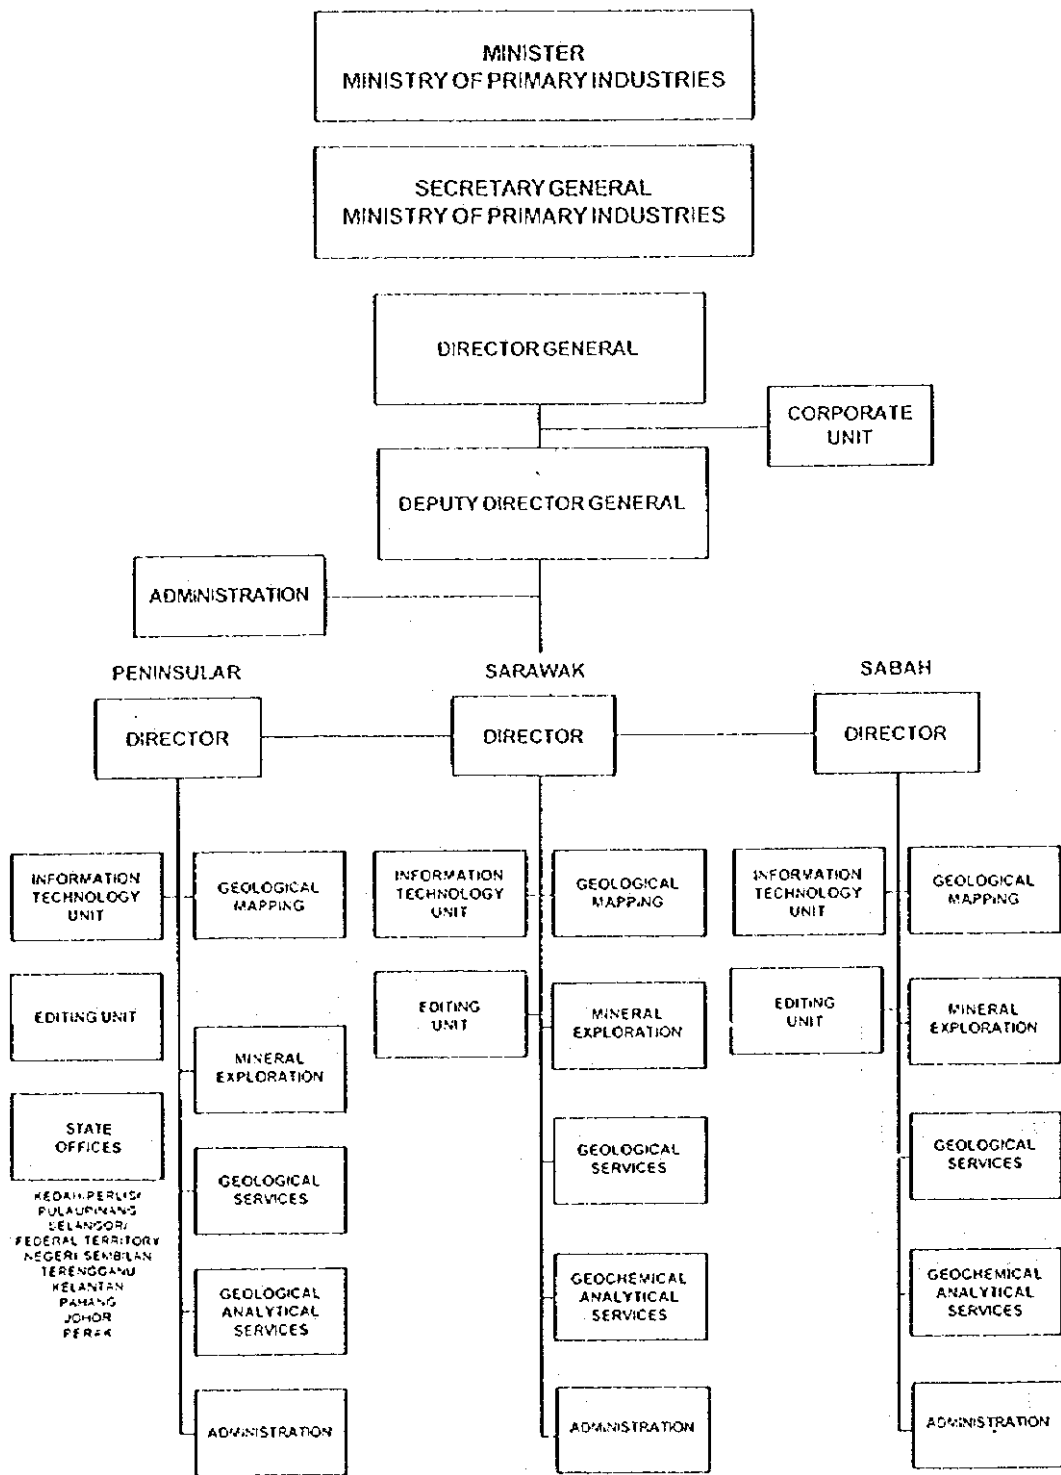 MINISTER
MINISTRY OF PRIMARY INDUSTRIES
SECRETARY GENERAL
MINISTRY OF PRIMARY INDUSTRIES
DIRECTOR GENERAL
CORPORATE
UNIT
DEPUTY DIRECTOR GENERAL
ADMINISTRATION
PENINSULAR
SARAWAK
SABAH
DIRECTOR
DIRECTOR
DIRECTOR
INFORMATION
TECHNOLOGY
UNIT
GEOLOGICAL
MAPPING
EDITING UNIT
MINERAL
EXPLORATION
STATE
OFFICES
KEDAH/PERLIS/
PULAU PINANG
SELANGOR/
FEDERAL TERRITORY
NEGERI SEMBILAN
TERENGGANU
KELANTAN
PAHANG
JOHOR
PERAK
GEOLOGICAL
SERVICES
GEOLOGICAL
ANALYTICAL
SERVICES
ADMINISTRATION
INFORMATION
TECHNOLOGY
UNIT
GEOLOGICAL
MAPPING
EDITING
UNIT
MINERAL
EXPLORATION
GEOLOGICAL
SERVICES
GEOCHEMICAL
ANALYTICAL
SERVICES
ADMINISTRATION
INFORMATION
TECHNOLOGY
UNIT
GEOLOGICAL
MAPPING
EDITING
UNIT
MINERAL
EXPLORATION
GEOLOGICAL
SERVICES
GEOCHEMICAL
ANALYTICAL SERVICES
ADMINISTRATION